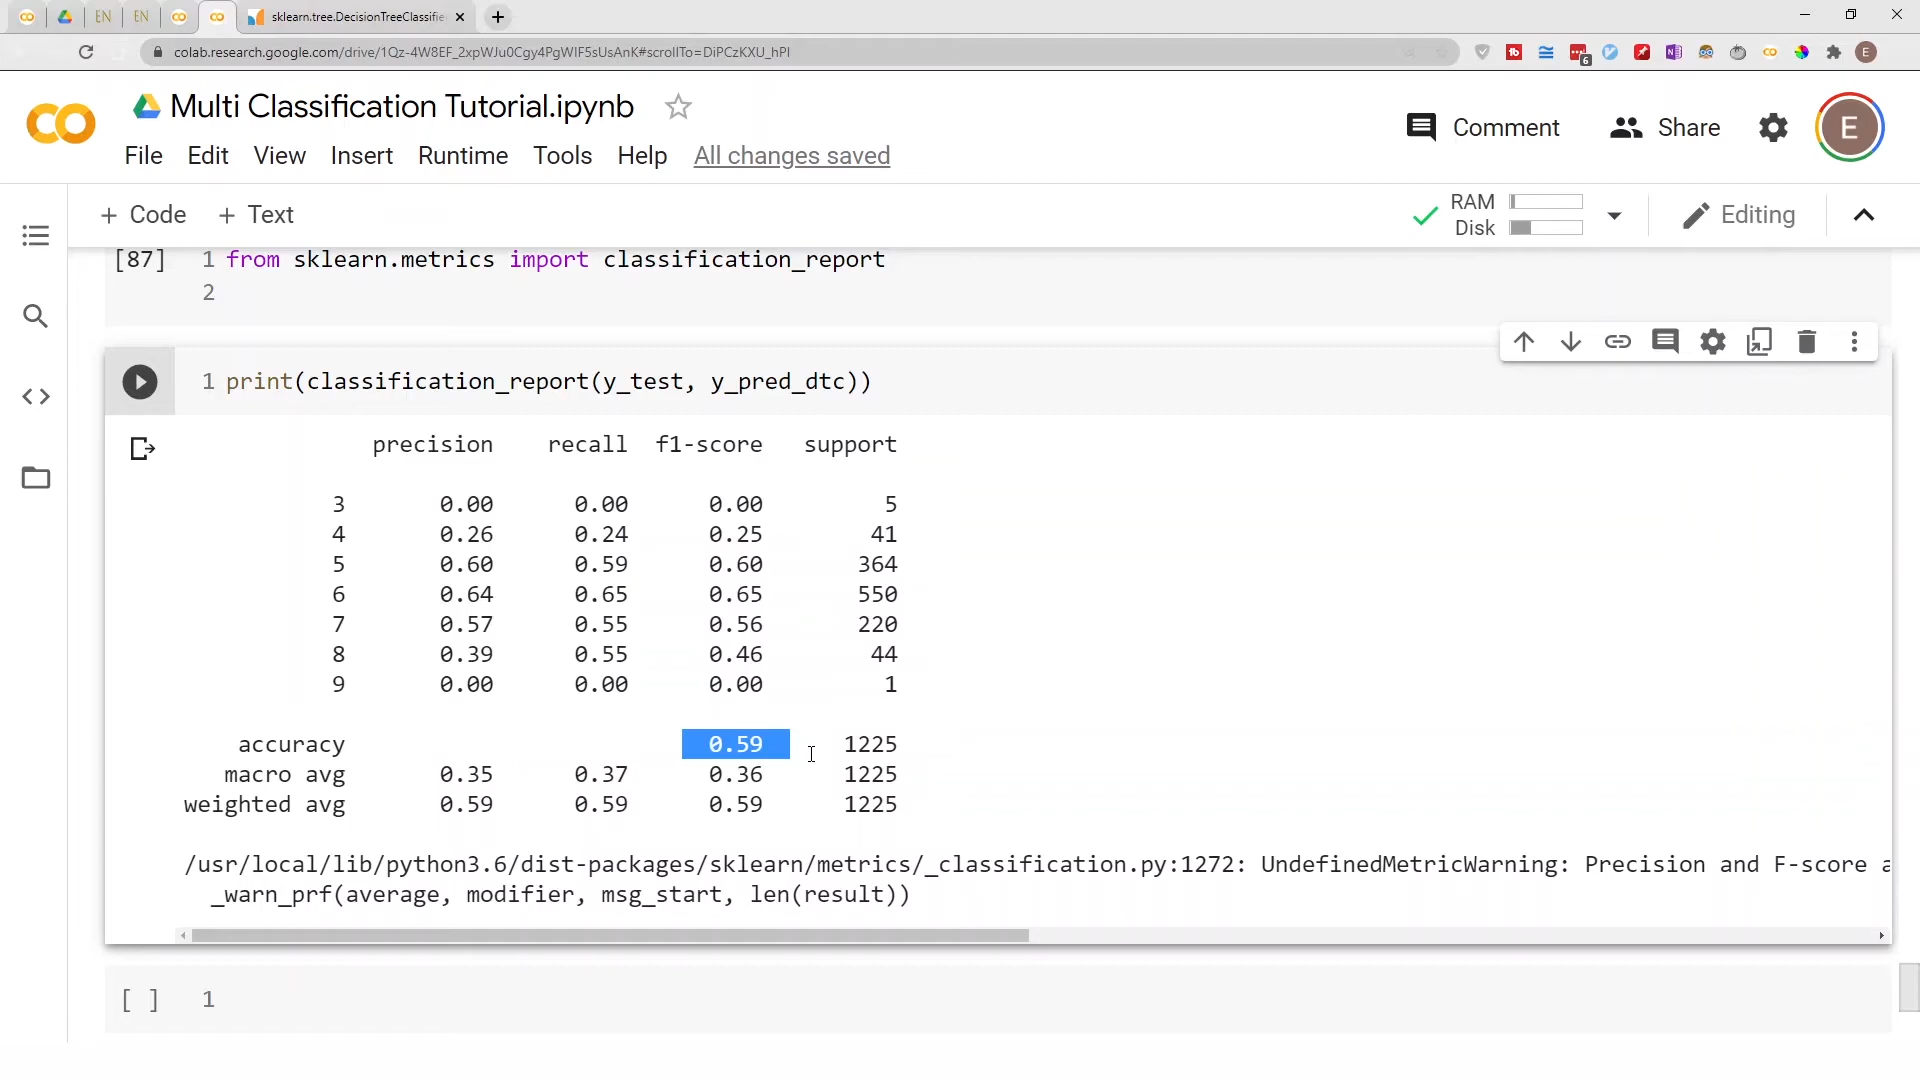 EN
EN
sklearn.tree.DecisionTreeClassifie
colab.research.google.com/drive/1Qz-4W8EF_2xpWJu0Cgy4PgWIF5sUsAnK#scrollTo=DiPCzKXU_hPI
6
E
CO
Multi Classification Tutorial.ipynb
Comment
Share
E
File Edit View Insert Runtime Tools Help All changes saved
+ Code + Text
RAM
Disk
Editing
[87] 1 from sklearn.metrics import classification_report
2
1 print(classification_report(y_test, y_pred_dtc))
precision recall f1-score support
3 0.00 0.00 0.00 5
4 0.26 0.24 0.25 41
5 0.60 0.59 0.60 364
6 0.64 0.65 0.65 550
7 0.57 0.55 0.56 220
8 0.39 0.55 0.46 44
9 0.00 0.00 0.00 1
accuracy 0.59 1225
macro avg 0.35 0.37 0.36 1225
weighted avg 0.59 0.59 0.59 1225
/usr/local/lib/python3.6/dist-packages/sklearn/metrics/_classification.py:1272: UndefinedMetricWarning: Precision and F-score a
_warn_prf(average, modifier, msg_start, len(result))
[ ] 1